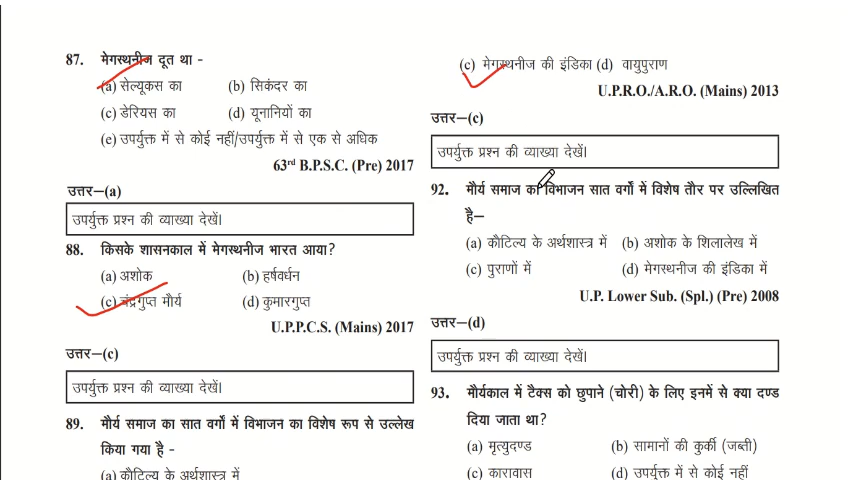 87. मेगस्थनीज दूत था -
(a) सेल्यूकस का (b) सिकंदर का
(c) डेरियस का (d) यूनानियों का
(e) उपर्युक्त में से कोई नहीं/उपर्युक्त में से एक से अधिक
63rd B.P.S.C. (Pre) 2017
उत्तर–(a)
उपर्युक्त प्रश्न की व्याख्या देखें।
88. किसके शासनकाल में मेगस्थनीज भारत आया?
(a) अशोक (b) हर्षवर्धन
(c) चंद्रगुप्त मौर्य (d) कुमारगुप्त
U.P.P.C.S. (Mains) 2017
उत्तर–(c)
उपर्युक्त प्रश्न की व्याख्या देखें।
89. मौर्य समाज का सात वर्गों में विभाजन का विशेष रूप से उल्लेख
किया गया है -
(a) कौटिल्य के अर्थशास्त्र में
(c) मेगस्थनीज की इंडिका (d) वायुपुराण
U.P.R.O./A.R.O. (Mains) 2013
उत्तर–(c)
उपर्युक्त प्रश्न की व्याख्या देखें।
92. मौर्य समाज का विभाजन सात वर्गों में विशेष तौर पर उल्लिखित
है–
(a) कौटिल्य के अर्थशास्त्र में (b) अशोक के शिलालेख में
(c) पुराणों में (d) मेगस्थनीज की इंडिका में
U.P. Lower Sub. (Spl.) (Pre) 2008
उत्तर–(d)
उपर्युक्त प्रश्न की व्याख्या देखें।
93. मौर्यकाल में टैक्स को छुपाने (चोरी) के लिए इनमें से क्या दण्ड
दिया जाता था?
(a) मृत्युदण्ड (b) सामानों की कुर्की (जब्ती)
(c) कारावास (d) उपर्युक्त में से कोई नहीं